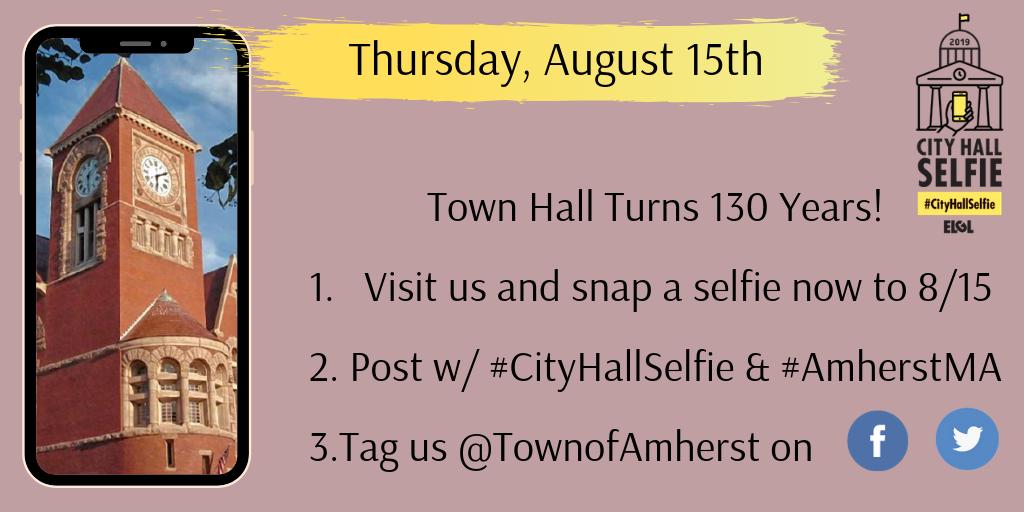 Thursday, August 15th
2019
CITY HALL
SELFIE
#CityHallSelfie
ELGL
Town Hall Turns 130 Years!
1. Visit us and snap a selfie now to 8/15
2. Post w/ #CityHallSelfie & #AmherstMA
3.Tag us @TownofAmherst on